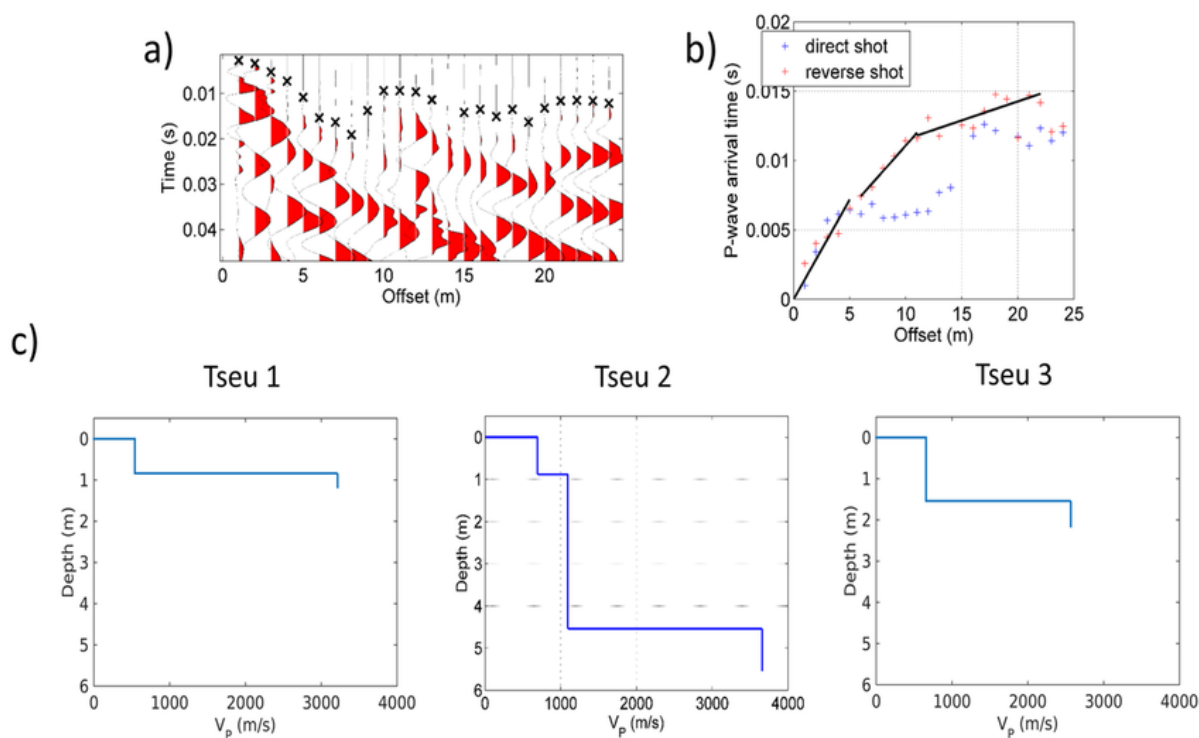 a)
0.01
0.02
0.03
0.04
Time (s)
0 5 10 15 20
Offset (m)
b)
direct shot
reverse shot
0.02
0.015
0.01
0.005
0
P-wave arrival time (s)
0 5 10 15 20 25
Offset (m)
c)
Tseu 1
0
1
2
3
4
5
6
Depth (m)
0 1000 2000 3000 4000
VP (m/s)
Tseu 2
0
1
2
3
4
5
6
Depth (m)
0 1000 2000 3000 4000
VP (m/s)
Tseu 3
0
1
2
3
4
5
6
Depth (m)
0 1000 2000 3000 4000
VP (m/s)